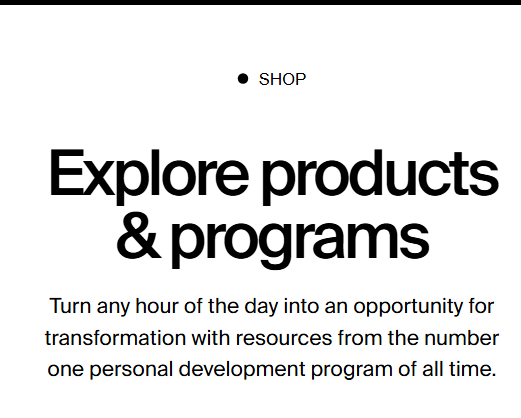 SHOP
Explore products
& programs
Turn any hour of the day into an opportunity for
transformation with resources from the number
one personal development program of all time.